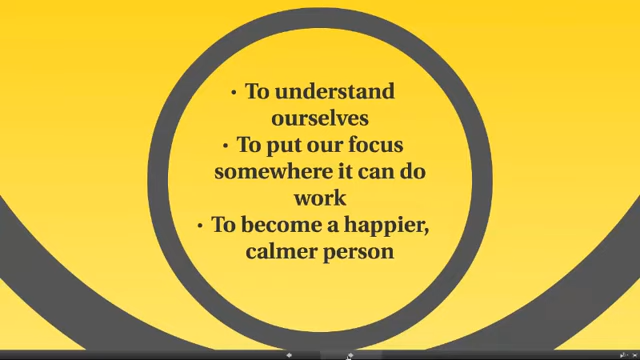 • To understand
ourselves
• To put our focus
somewhere it can do
work
• To become a happier,
calmer person